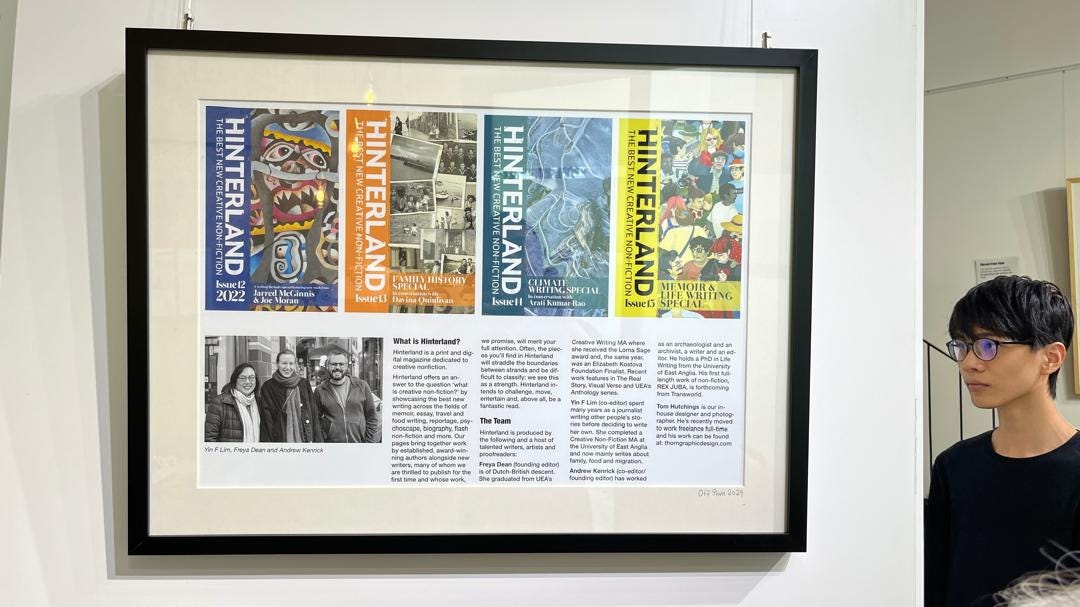 HINTERLAND
THE BEST NEW CREATIVE NON-FICTION
Issue 12
2022
Jarred McGinnis
& Joe Moran
HINTERLAND
THE BEST NEW CREATIVE NON-FICTION
Issue 13
FAMILY HISTORY
SPECIAL
In conversation with
Davina Quinlivan
HINTERLAND
THE BEST NEW CREATIVE NON-FICTION
Issue 14
CLIMATE
WRITING SPECIAL
In conversation with
Arati Kumar-Rao
HINTERLAND
THE BEST NEW CREATIVE NON-FICTION
Issue 15
MEMOIR &
LIFE WRITING
SPECIAL
Yin F Lim, Freya Dean and Andrew Kenrick
What is Hinterland?
Hinterland is a print and dig-
ital magazine dedicated to
creative nonfiction.
Hinterland offers an an-
swer to the question 'what
is creative non-fiction?' by
showcasing the best new
writing across the fields of
memoir, essay, travel and
food writing, reportage, psy-
choscape, biography, flash
non-fiction and more. Our
pages bring together work
by established, award-win-
ning authors alongside new
writers, many of whom we
are thrilled to publish for the
first time and whose work,
we promise, will merit your
full attention. Often, the piec-
es you'll find in Hinterland
will straddle the boundaries
between strands and be dif-
ficult to classify: we see this
as a strength. Hinterland in-
tends to challenge, move,
entertain and, above all, be a
fantastic read.
The Team
Hinterland is produced by
the following and a host of
talented writers, artists and
proofreaders:
Freya Dean (founding editor)
is of Dutch-British descent.
She graduated from UEA's
Creative Writing MA where
she received the Lorna Sage
award and, the same year,
was an Elizabeth Kostova
Foundation Finalist. Recent
work features in The Real
Story, Visual Verse and UEA's
Anthology series.
Yin F Lim (co-editor) spent
many years as a journalist
writing other people's sto-
ries before deciding to write
her own. She completed a
Creative Non-Fiction MA at
the University of East Anglia
and now mainly writes about
family, food and migration.
Andrew Kenrick (co-editor/
founding editor) has worked
as an archaeologist and an
archivist, a writer and an ed-
itor. He holds a PhD in Life
Writing from the University
of East Anglia. His first full-
length work of non-fiction,
REX JUBA, is forthcoming
from Transworld.
Tom Hutchings is our in-
house designer and photog-
rapher. He's recently moved
to work freelance full-time
and his work can be found
at: thorngraphicdesign.com
2024